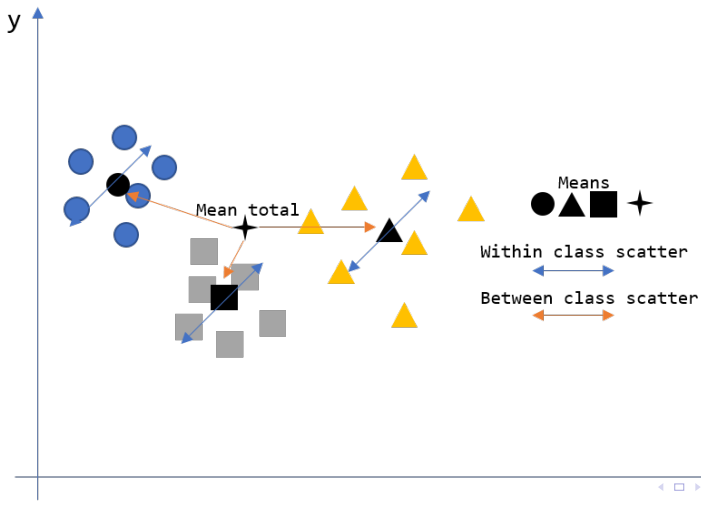 y
Mean total
Means
Within class scatter
Between class scatter